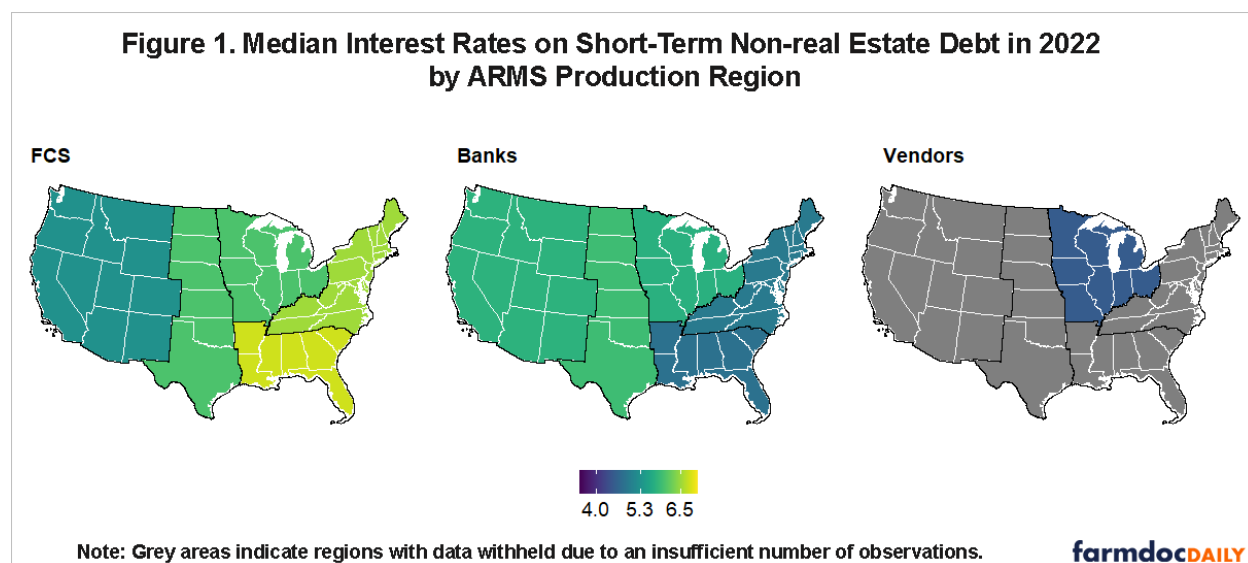 Figure 1. Median Interest Rates on Short-Term Non-real Estate Debt in 2022
by ARMS Production Region
FCS
Banks
Vendors
4.0 5.3 6.5
Note: Grey areas indicate regions with data withheld due to an insufficient number of observations.
farmdocDAILY